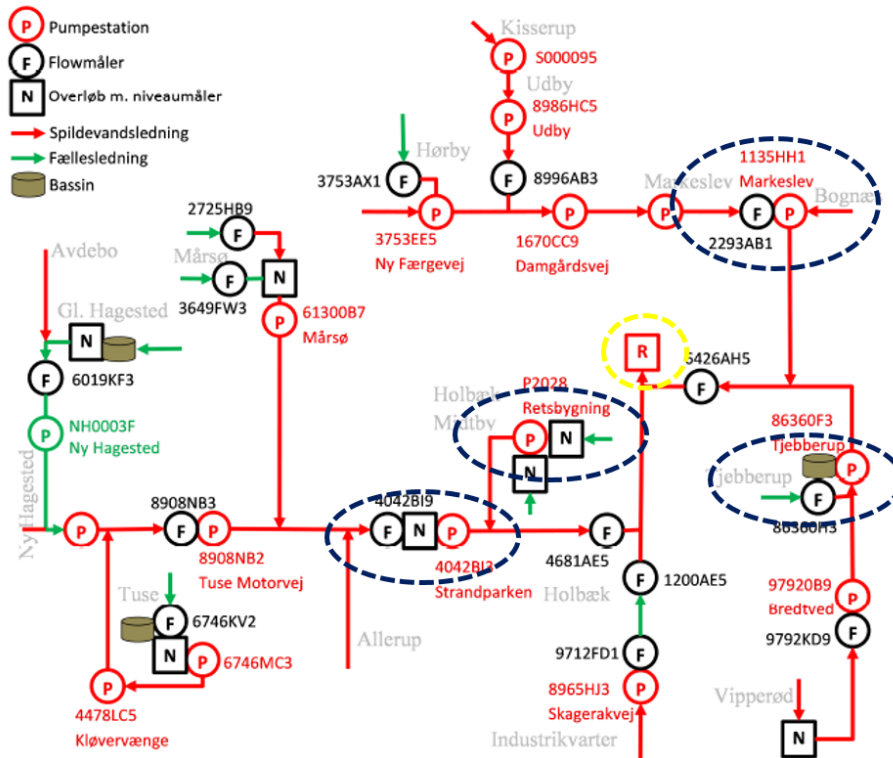 P Pumpestation
F Flowmåler
N Overløb m. niveaumåler
Spildevandsledning
Fællesledning
Bassin
Kisserup
P S000095
Udby
P 8986HC5
Udby
Hørby
3753AX1 F
F 8996AB3
P
3753EE5
Ny Færgevej
P
1670CC9
Damgårdsvej
Markeslev
P
1135HH1
Markeslev
F P
2293AB1
2725HB9
F
Mårsø
F N
3649FW3
P 61300B7
Mårsø
Avdebo
Gl. Hagested
N
F
6019KF3
P NH0003F
Ny Hagested
Ny Hagested
P
8908NB3
F P
8908NB2
Tuse Motorvej
Tuse
F 6746KV2
N P 6746MC3
P
4478LC5
Kløvervænge
Allerup
4042BI9
F N P
4042BJ3
Strandparken
Holbæk
Midtby
P2028
Retsbygning
P N
N
R
F 6426AH5
F
4681AE5
Holbæk
F 1200AE5
9712FD1 F
8965HJ3 P
Skagerakvej
Industrikvarter
86360F3
Tjebberup
P
Tjebberup
F
86360H3
97920B9 P
Bredtved
9792KD9 F
Vipperød
N